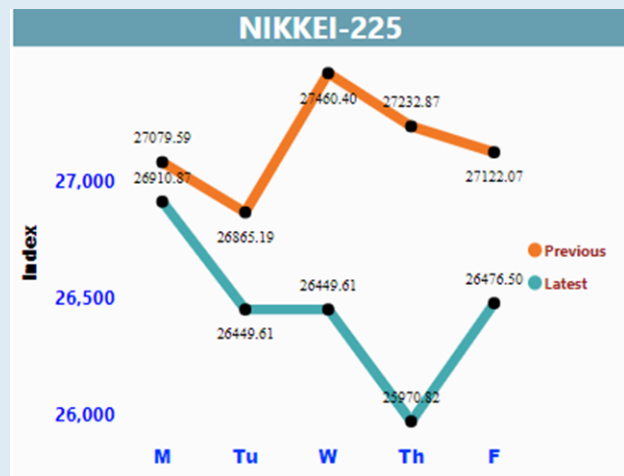 NIKKEI-225
27460.40
27232.87
27079.59
27,000
26910.87
27122.07
26865.19
Index
Previous
26,500
26449.61
26476.50
Latest
26449.61
25970.82
26,000
M Tu W Th F